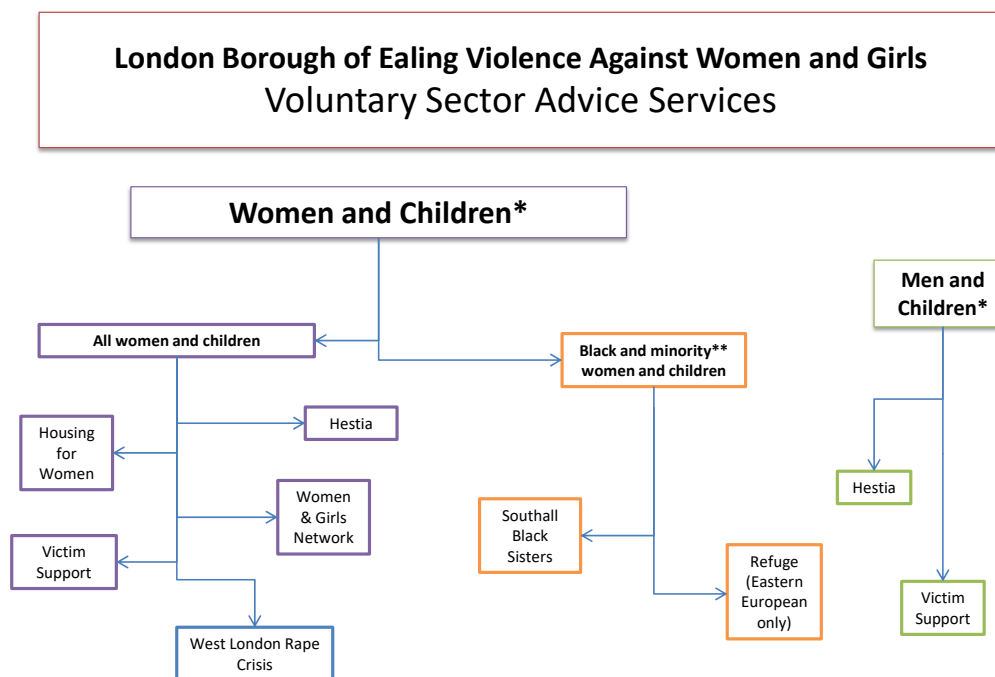 London Borough of Ealing Violence Against Women and Girls
Voluntary Sector Advice Services
Women and Children*
Men and
Children*
All women and children
Black and minority**
women and children
Hestia
Housing
for
Women
Hestia
Women
& Girls
Network
Southall
Black
Sisters
Victim
Support
Refuge
(Eastern
European
only)
Victim
Support
West London Rape
Crisis